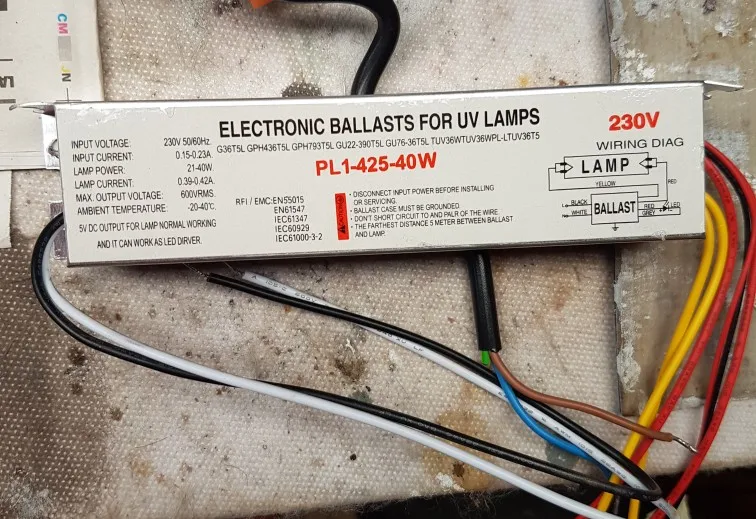 CM
N
ELECTRONIC BALLASTS FOR UV LAMPS
G36T5L GPH436T5L GPH793T5L GU22-390T5L GU76-36T5L TUV36WTUV36WPL-LTUV36T5
PL1-425-40W
230V
INPUT VOLTAGE: 230V 50/60Hz.
INPUT CURRENT: 0.15-0.23A
LAMP POWER: 21-40W.
LAMP CURRENT: 0.39-0.42A.
MAX. OUTPUT VOLTAGE: 600VRMS.
AMBIENT TEMPERATURE. -20-40℃.
5V DC OUTPUT FOR LAMP NORMAL WORKING
AND IT CAN WORK AS LED DIRVER.
RFI / EMC:EN55015
EN61547
IEC61347
IEC60929
IEC61000-3-2
CAUTION
• DISCONNECT INPUT POWER BEFORE INSTALLING
OR SERVICING.
• BALLAST CASE MUST BE GROUNDED.
• DON'T SHORT CIRCUIT TO AND PAIR OF THE WIRE.
• THE FARTHEST DISTANCE 5 METER BETWEEN BALLAST
AND LAMP.
WIRING DIAG
LAMP
YELLOW
RED
BLACK
WHITE
BALLAST
RED
GREY
LED